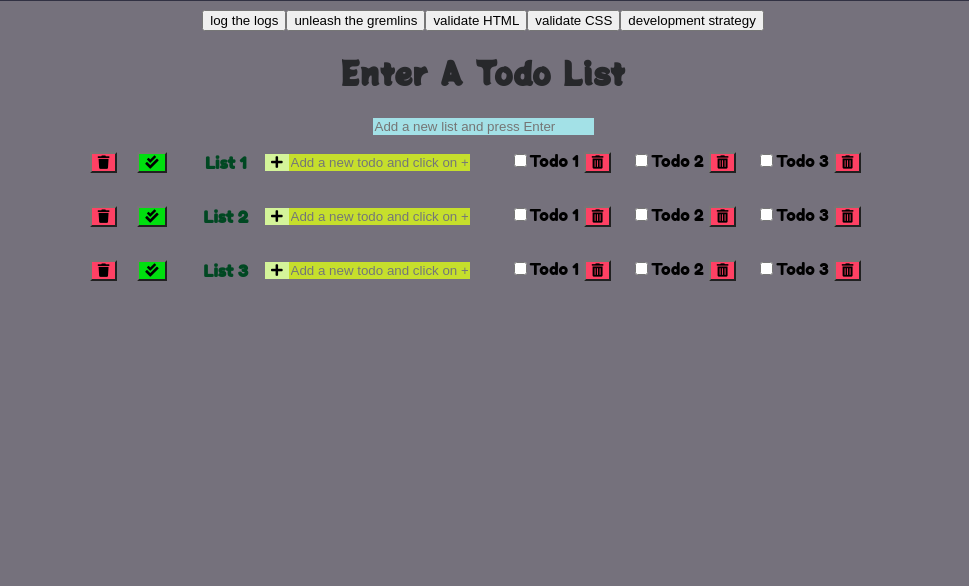 log the logs unleash the gremlins validate HTML validate CSS development strategy
Enter A Todo List
Add a new list and press Enter
List 1 + Add a new todo and click on + Todo 1 Todo 2 Todo 3
List 2 + Add a new todo and click on + Todo 1 Todo 2 Todo 3
List 3 + Add a new todo and click on + Todo 1 Todo 2 Todo 3